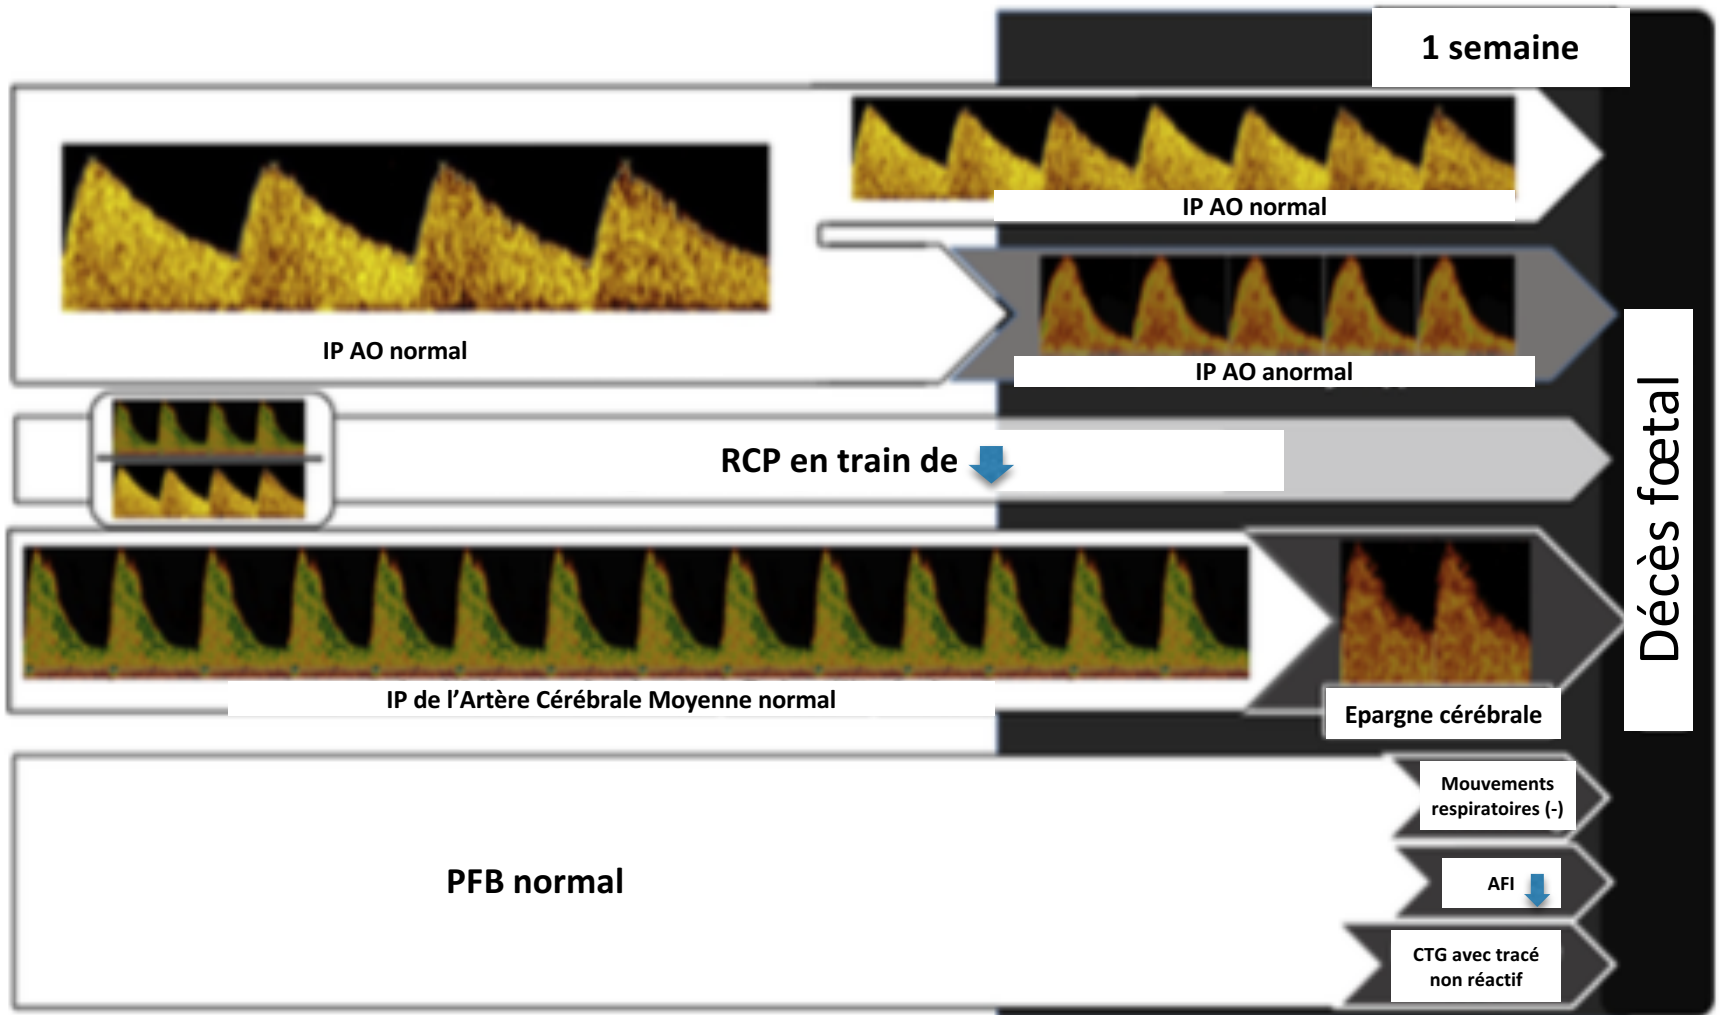 1 semaine
IP AO normal
IP AO normal
IP AO anormal
RCP en train de
IP de l’Artère Cérébrale Moyenne normal
Epargne cérébrale
Décès fœtal
PFB normal
Mouvements
respiratoires (-)
AFI
CTG avec tracé
non réactif